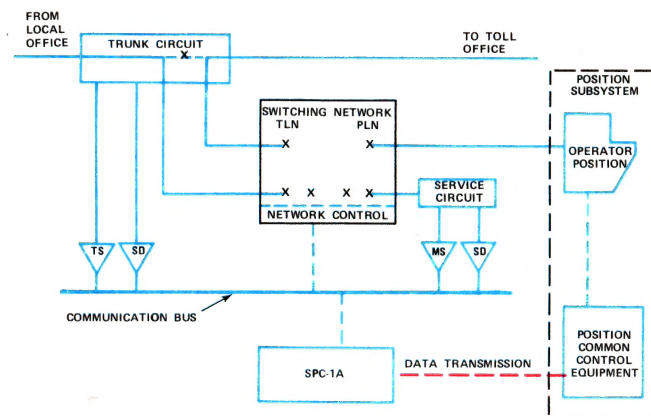 FROM
LOCAL
OFFICE
TRUNK CIRCUIT
X
TO TOLL
OFFICE
POSITION
SUBSYSTEM
SWITCHING NETWORK
TLN PLN
X X
OPERATOR
POSITION
X X X X
SERVICE
CIRCUIT
NETWORK CONTROL
TS SD MS SD
COMMUNICATION BUS
SPC-1A
DATA TRANSMISSION
POSITION
COMMON
CONTROL
EQUIPMENT